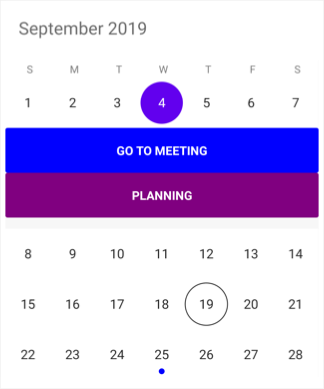 September 2019
S M T W T F S
1 2 3 4 5 6 7
GO TO MEETING
PLANNING
8 9 10 11 12 13 14
15 16 17 18 19 20 21
22 23 24 25 26 27 28